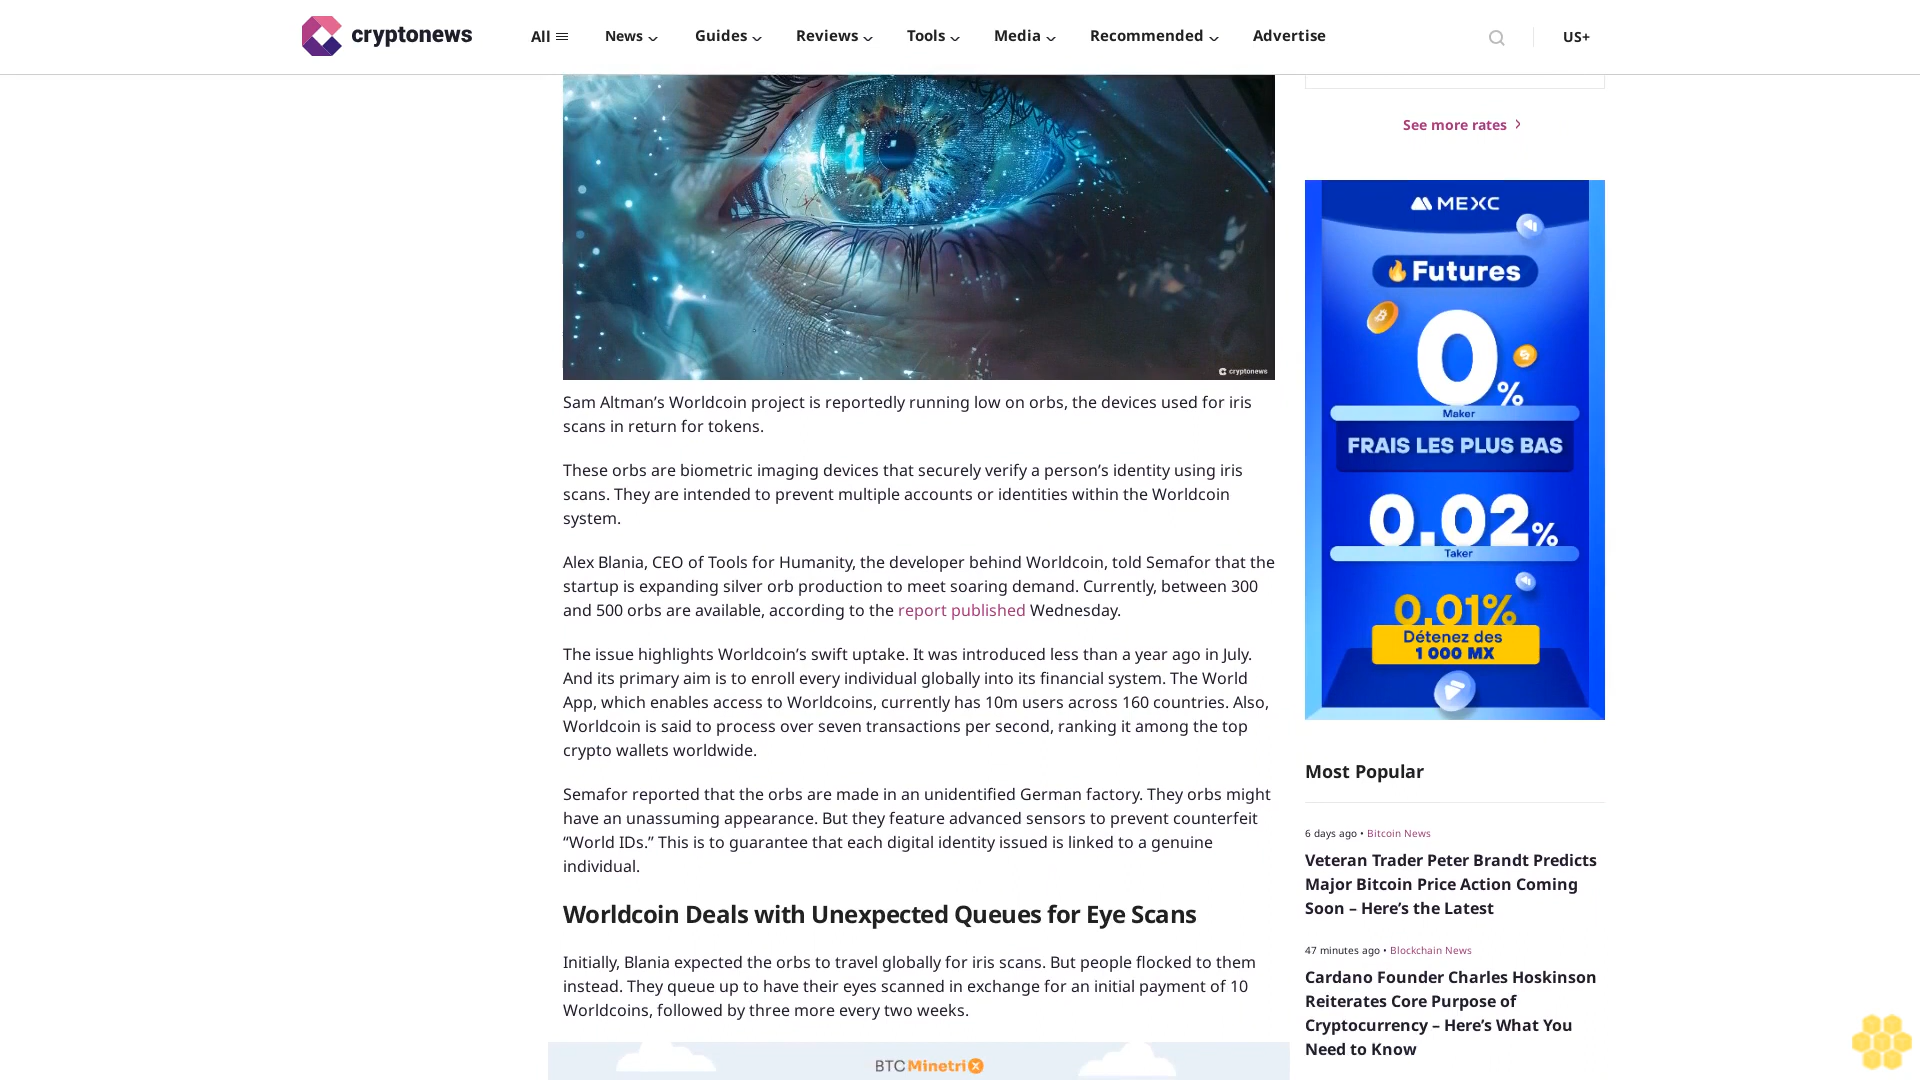 cryptonews
All
News
Guides
Reviews
Tools
Media
Recommended
Advertise
US+
cryptonews
Sam Altman’s Worldcoin project is reportedly running low on orbs, the devices used for iris
scans in return for tokens.
These orbs are biometric imaging devices that securely verify a person’s identity using iris
scans. They are intended to prevent multiple accounts or identities within the Worldcoin
system.
Alex Blania, CEO of Tools for Humanity, the developer behind Worldcoin, told Semafor that the
startup is expanding silver orb production to meet soaring demand. Currently, between 300
and 500 orbs are available, according to the report published Wednesday.
The issue highlights Worldcoin’s swift uptake. It was introduced less than a year ago in July.
And its primary aim is to enroll every individual globally into its financial system. The World
App, which enables access to Worldcoins, currently has 10m users across 160 countries. Also,
Worldcoin is said to process over seven transactions per second, ranking it among the top
crypto wallets worldwide.
Semafor reported that the orbs are made in an unidentified German factory. They orbs might
have an unassuming appearance. But they feature advanced sensors to prevent counterfeit
“World IDs.” This is to guarantee that each digital identity issued is linked to a genuine
individual.
Worldcoin Deals with Unexpected Queues for Eye Scans
Initially, Blania expected the orbs to travel globally for iris scans. But people flocked to them
instead. They queue up to have their eyes scanned in exchange for an initial payment of 10
Worldcoins, followed by three more every two weeks.
BTC Minetrix
See more rates
MEXC
Futures
0%
Maker
FRAIS LES PLUS BAS
0.02%
Taker
0.01%
Détenez des
1 000 MX
Most Popular
6 days ago • Bitcoin News
Veteran Trader Peter Brandt Predicts
Major Bitcoin Price Action Coming
Soon – Here’s the Latest
47 minutes ago • Blockchain News
Cardano Founder Charles Hoskinson
Reiterates Core Purpose of
Cryptocurrency – Here’s What You
Need to Know